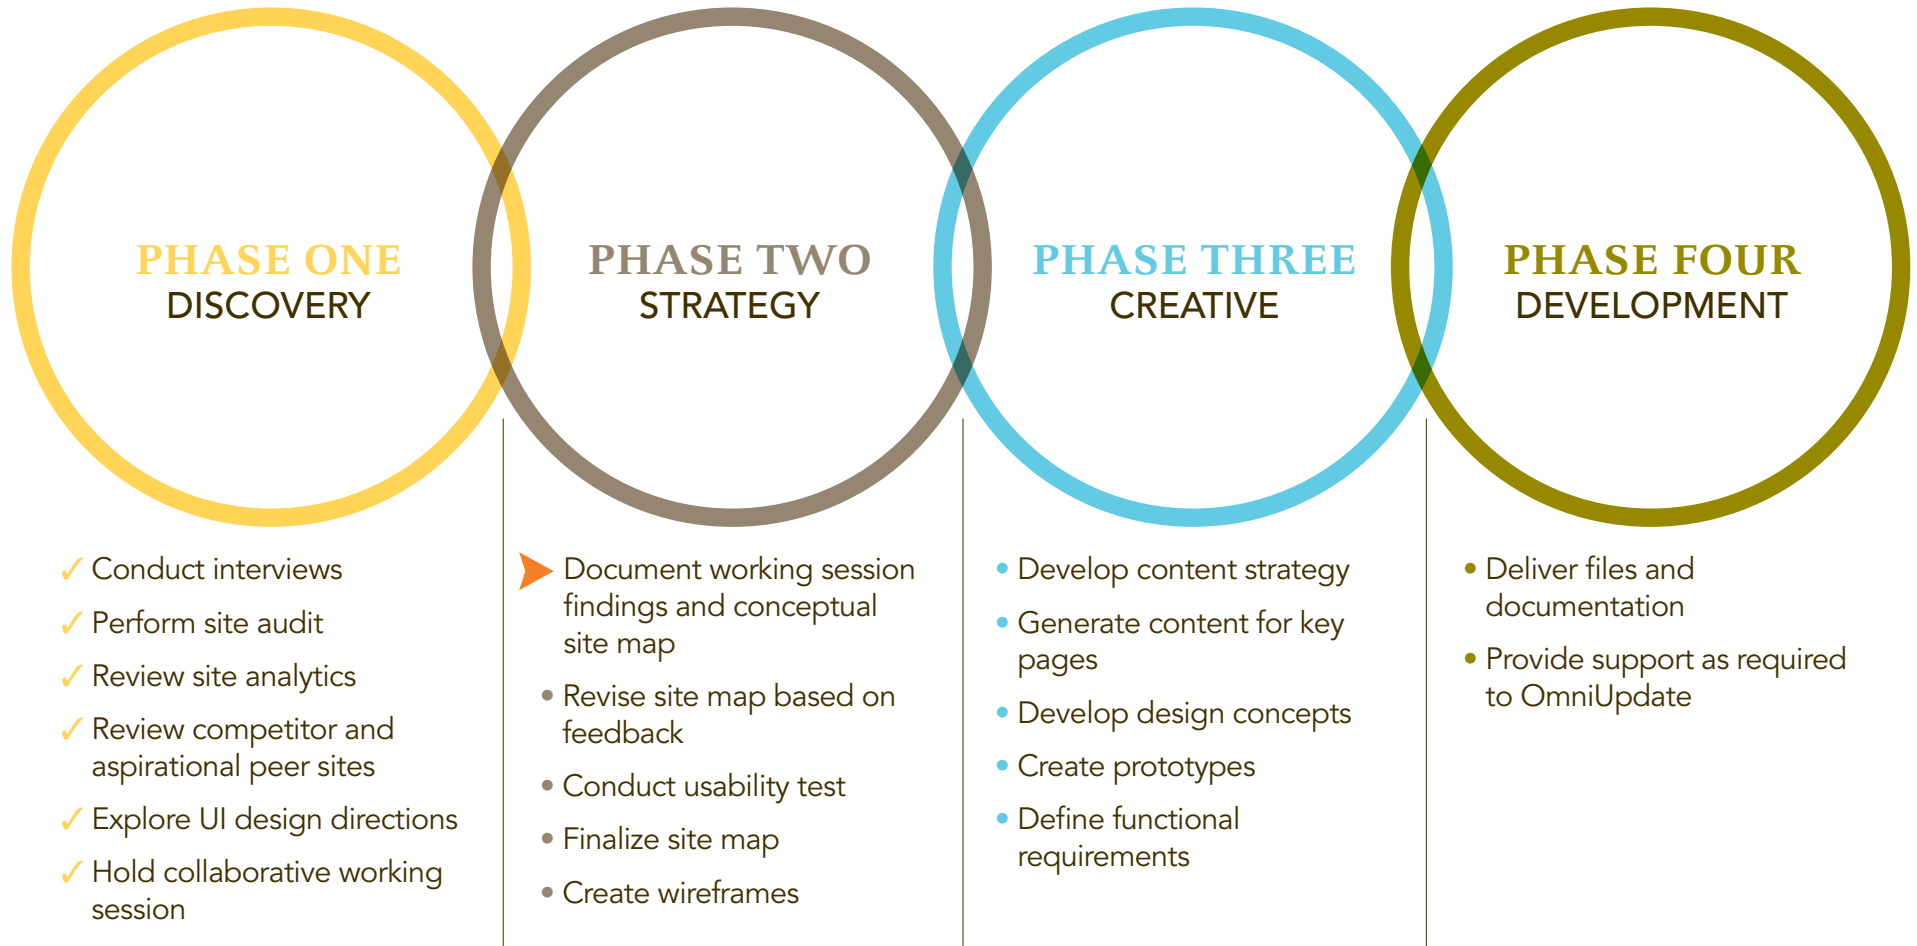 PHASE ONE
DISCOVERY
✓ Conduct interviews
✓ Perform site audit
✓ Review site analytics
✓ Review competitor and
aspirational peer sites
✓ Explore UI design directions
✓ Hold collaborative working
session
PHASE TWO
STRATEGY
➤ Document working session
findings and conceptual
site map
• Revise site map based on
feedback
• Conduct usability test
• Finalize site map
• Create wireframes
PHASE THREE
CREATIVE
• Develop content strategy
• Generate content for key
pages
• Develop design concepts
• Create prototypes
• Define functional
requirements
PHASE FOUR
DEVELOPMENT
• Deliver files and
documentation
• Provide support as required
to OmniUpdate